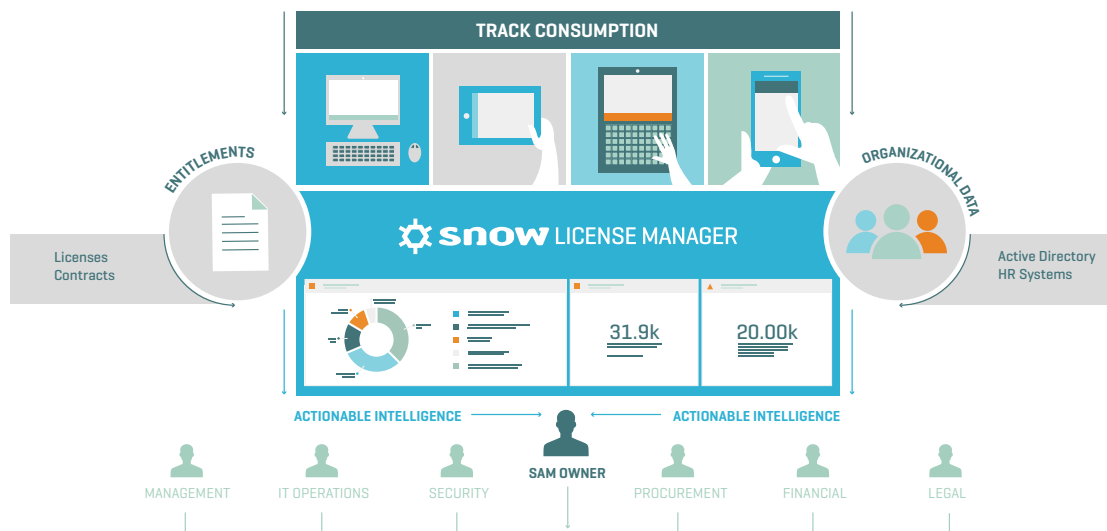 TRACK CONSUMPTION
ENTITLEMENTS
ORGANIZATIONAL DATA
snow LICENSE MANAGER
Licenses
Contracts
Active Directory
HR Systems
31.9k
20.00k
ACTIONABLE INTELLIGENCE
ACTIONABLE INTELLIGENCE
SAM OWNER
MANAGEMENT
IT OPERATIONS
SECURITY
PROCUREMENT
FINANCIAL
LEGAL